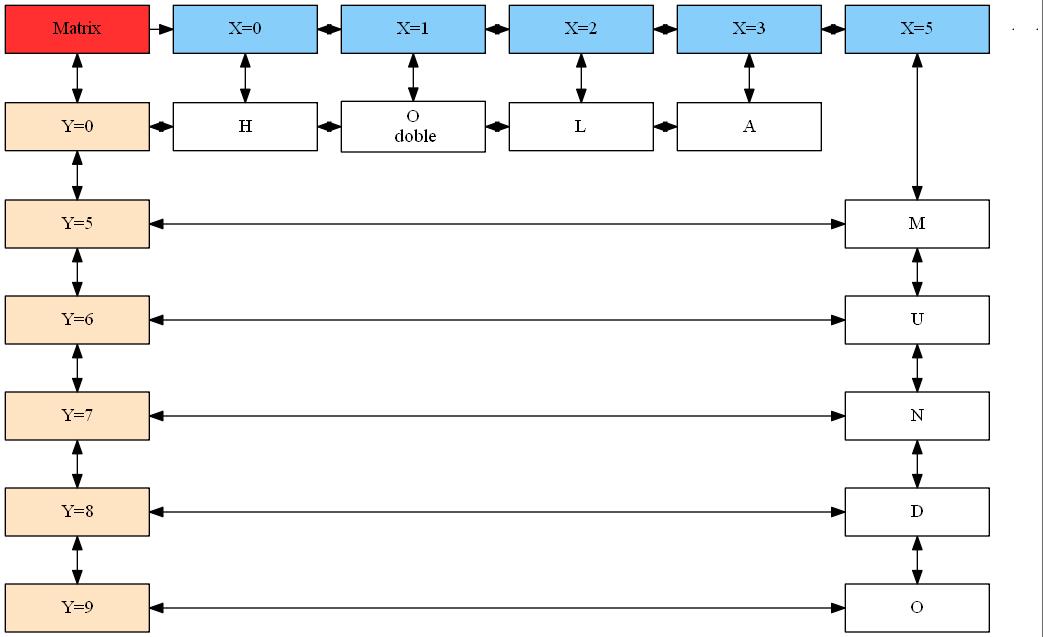 Matrix X=0 X=1 X=2 X=3 X=5
Y=0 H O L A
doble
Y=5 M
Y=6 U
Y=7 N
Y=8 D
Y=9 O